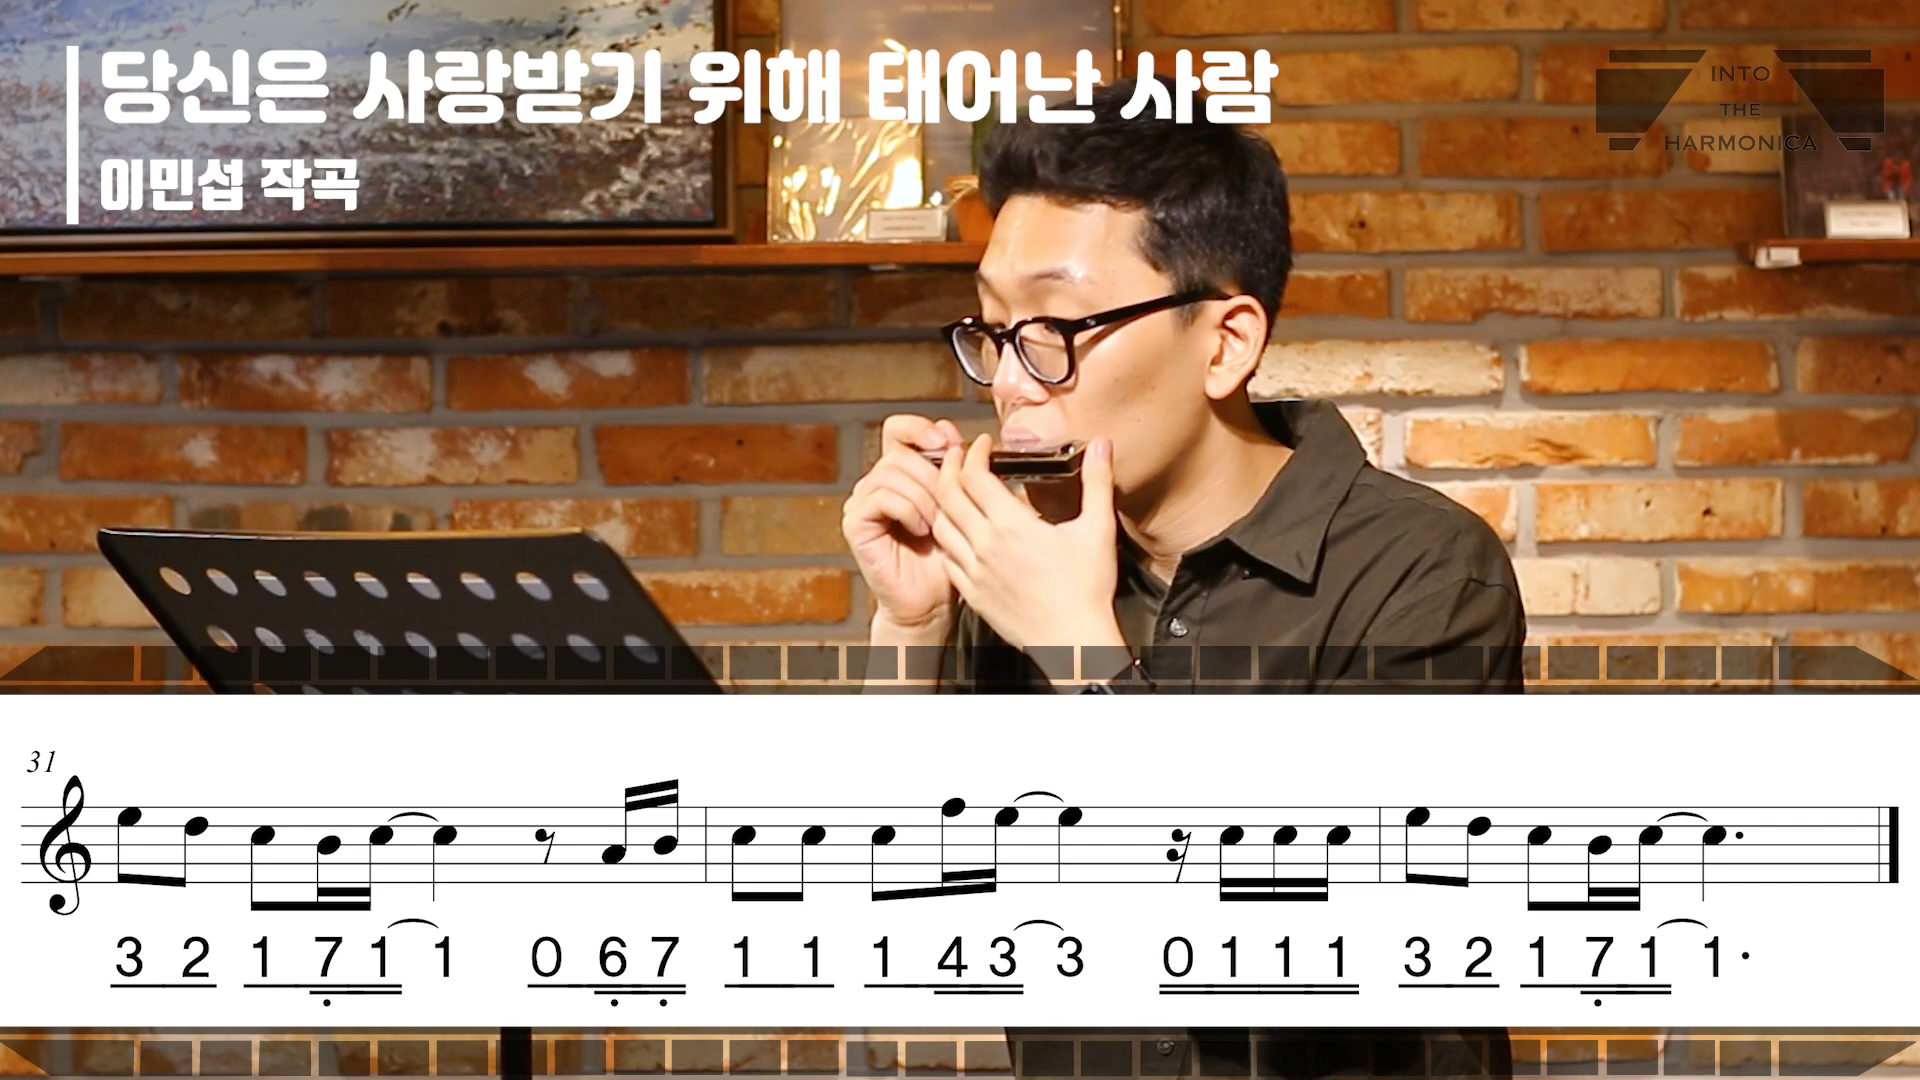 당신은 사랑받기 위해 태어난 사람
이민섭 작곡
INTO
THE
HARMONICA
31
3 2 1 7 1 1 0 6 7 1 1 1 4 3 3 0 1 1 1 3 2 1 7 1 1·